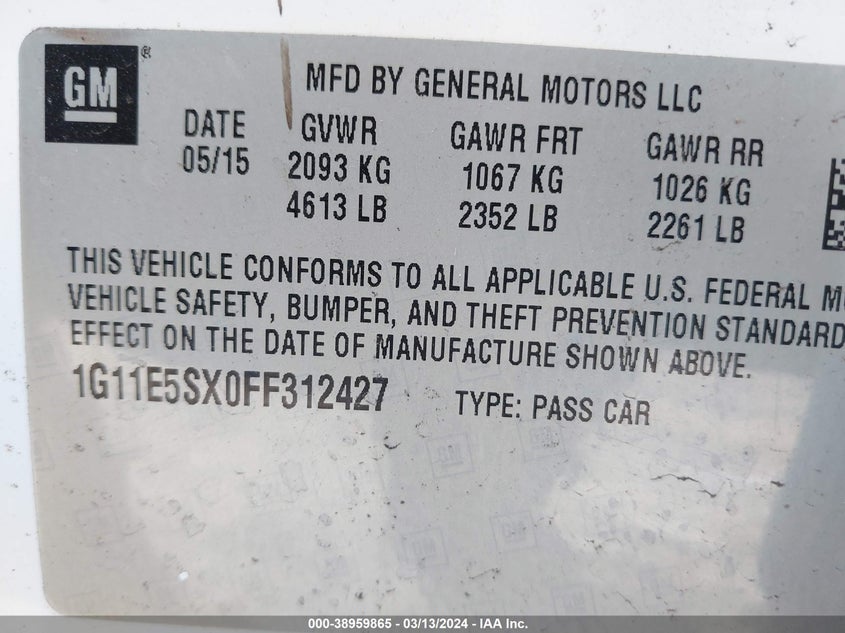 GM®
MFD BY GENERAL MOTORS LLC
DATE GVWR GAWR FRT GAWR RR
05/15 2093 KG 1067 KG 1026 KG
4613 LB 2352 LB 2261 LB
THIS VEHICLE CONFORMS TO ALL APPLICABLE U.S. FEDERAL M
VEHICLE SAFETY, BUMPER, AND THEFT PREVENTION STANDARD
EFFECT ON THE DATE OF MANUFACTURE SHOWN ABOVE.
1G11E5SX0FF312427 TYPE: PASS CAR
GM
000-38959865 / 03/13/2024 - IAA Inc.